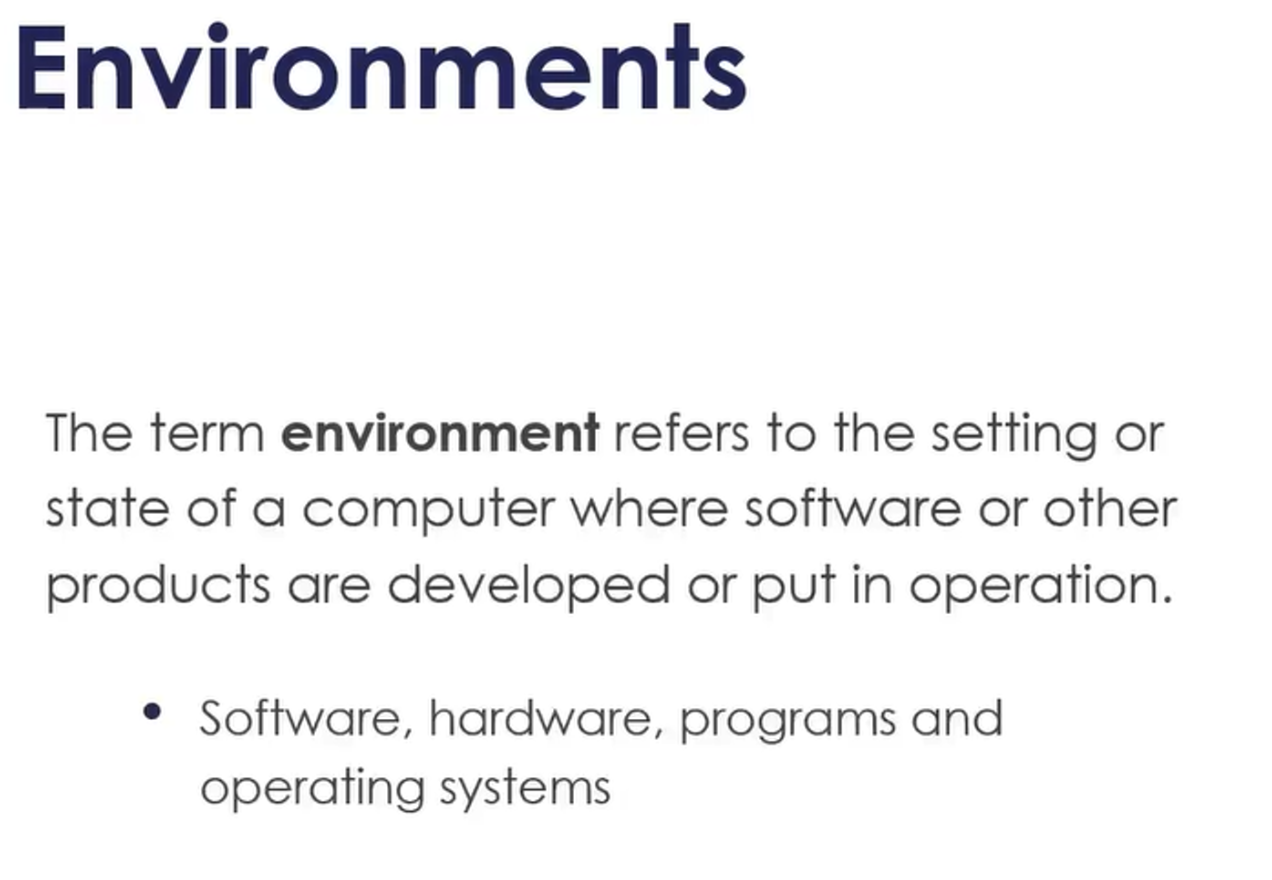 Environments
The term environment refers to the setting or
state of a computer where software or other
products are developed or put in operation.
• Software, hardware, programs and
operating systems